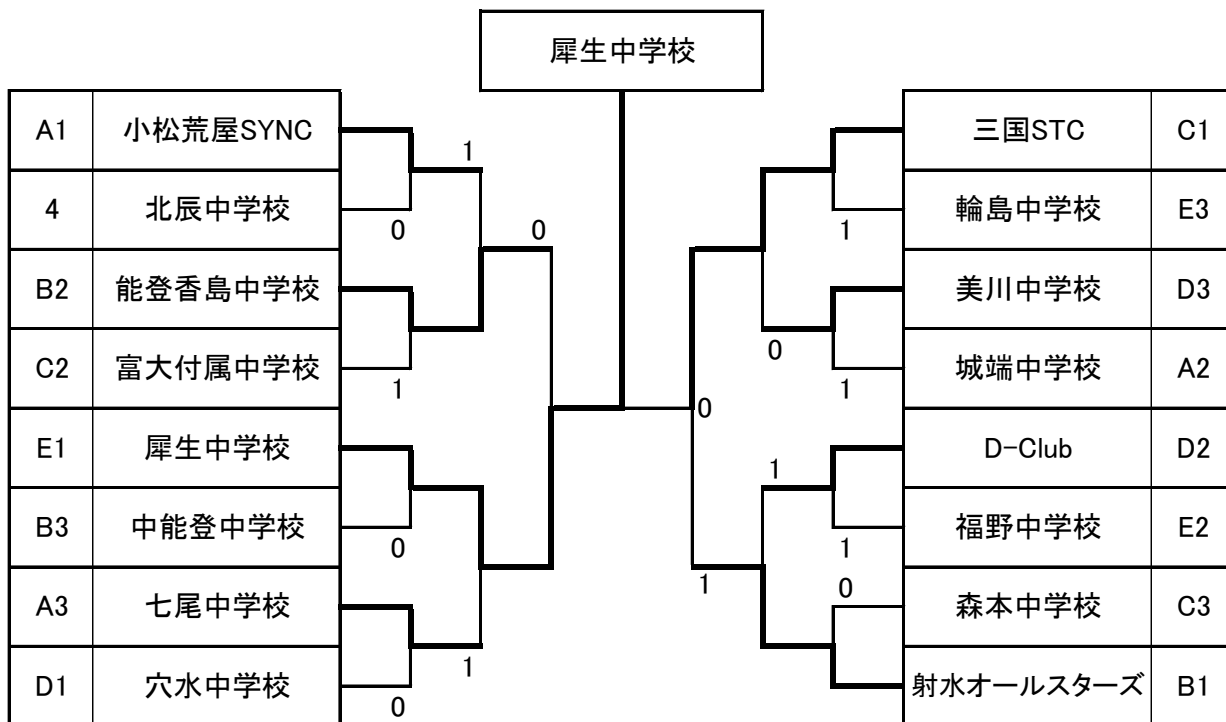 犀生中学校
A1 小松荒屋SYNC
4 北辰中学校
B2 能登香島中学校
C2 富大付属中学校
E1 犀生中学校
B3 中能登中学校
A3 七尾中学校
D1 穴水中学校
1
0
0
1
0
1
0
三国STC C1
輪島中学校 E3
美川中学校 D3
城端中学校 A2
D-Club D2
福野中学校 E2
森本中学校 C3
射水オールスターズ B1
1
0
1
0
1
1
1
0